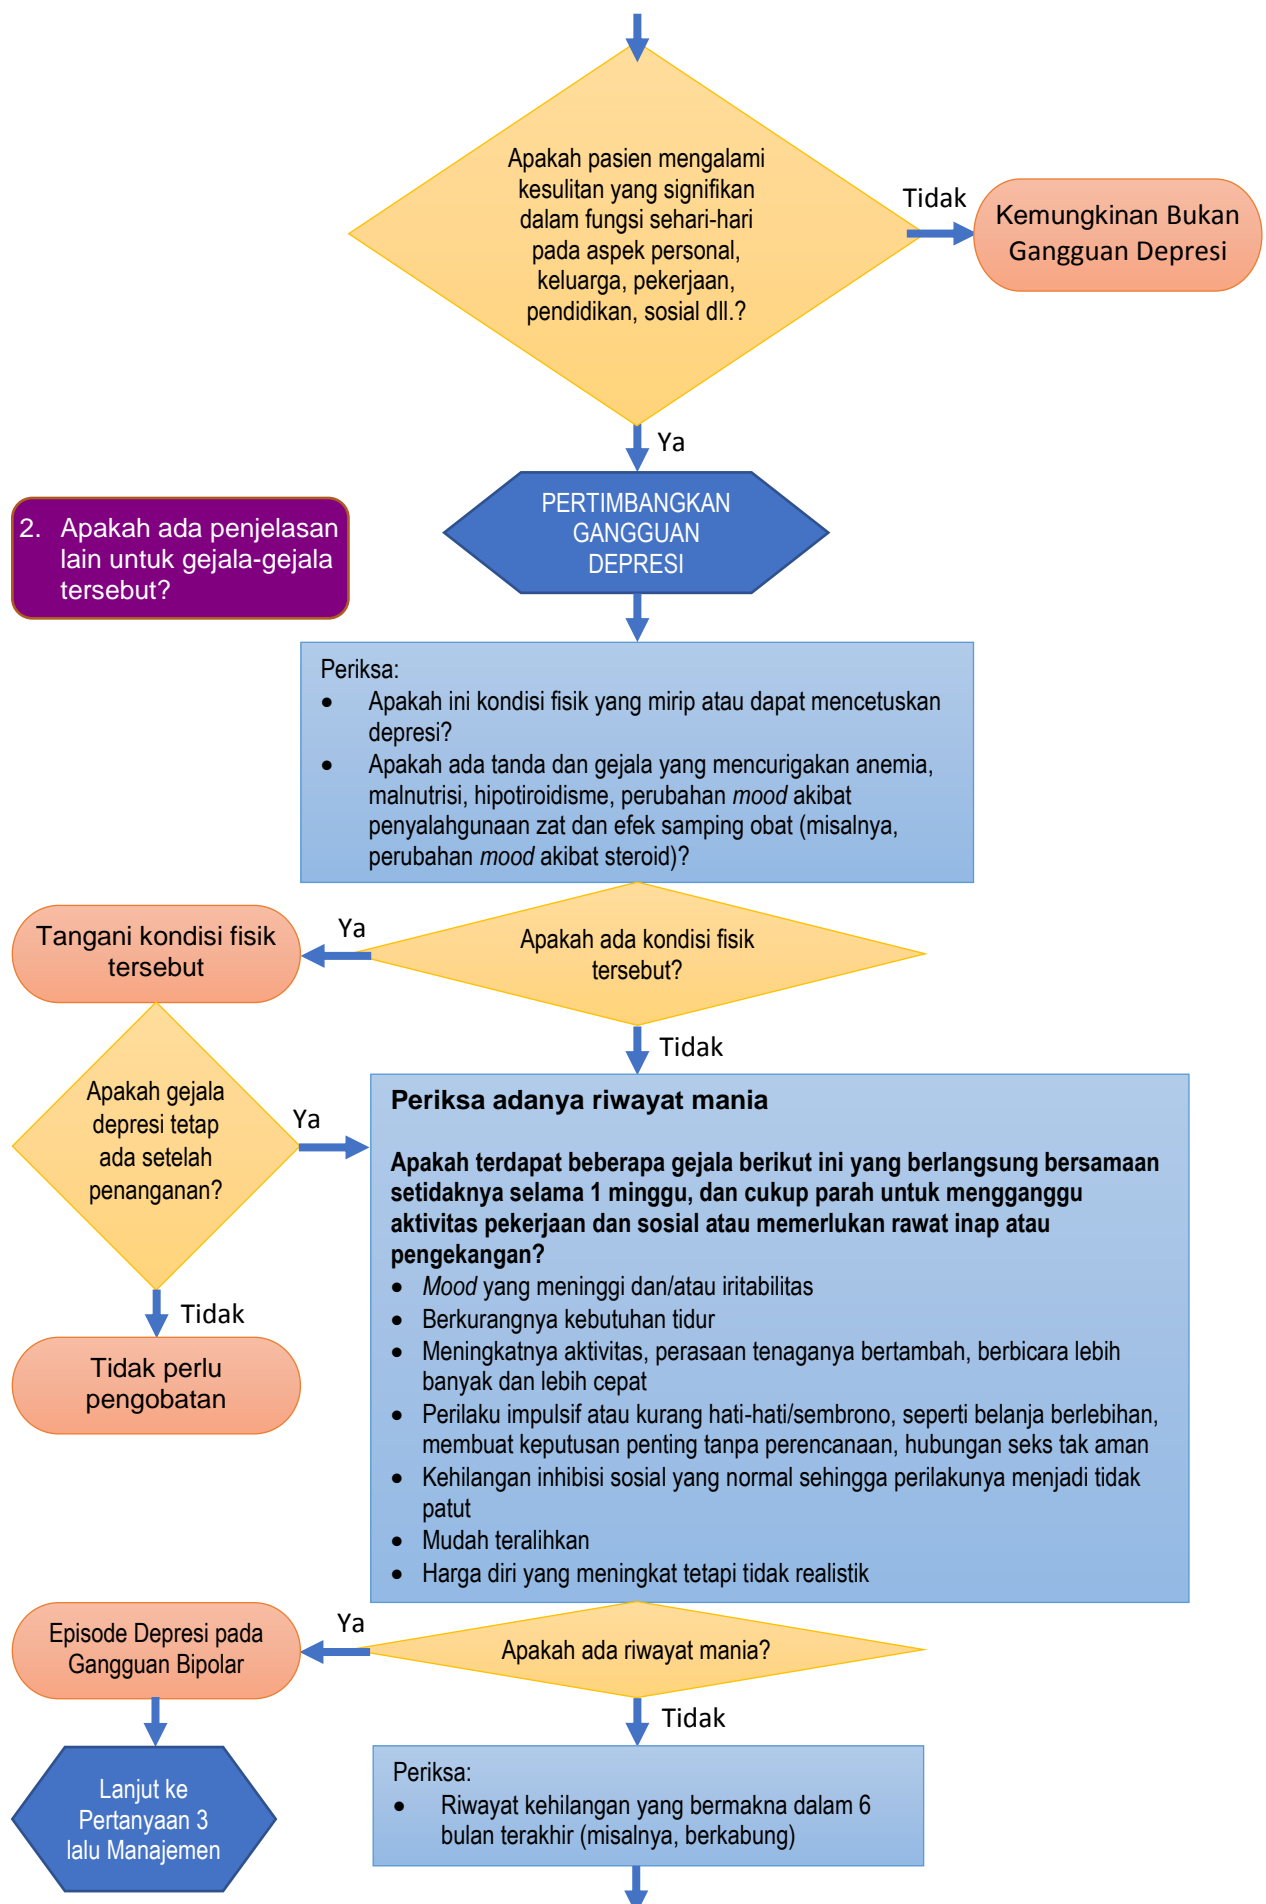 Apakah pasien mengalami
kesulitan yang signifikan
dalam fungsi sehari-hari
pada aspek personal,
keluarga, pekerjaan,
pendidikan, sosial dll.?
Tidak
Kemungkinan Bukan
Gangguan Depresi
Ya
PERTIMBANGKAN
GANGGUAN
DEPRESI
2. Apakah ada penjelasan
lain untuk gejala-gejala
tersebut?
Periksa:
• Apakah ini kondisi fisik yang mirip atau dapat mencetuskan
depresi?
• Apakah ada tanda dan gejala yang mencurigakan anemia,
malnutrisi, hipotiroidisme, perubahan mood akibat
penyalahgunaan zat dan efek samping obat (misalnya,
perubahan mood akibat steroid)?
Apakah ada kondisi fisik
tersebut?
Ya
Tangani kondisi fisik
tersebut
Tidak
Apakah gejala
depresi tetap
ada setelah
penanganan?
Ya
Tidak
Tidak perlu
pengobatan
Periksa adanya riwayat mania
Apakah terdapat beberapa gejala berikut ini yang berlangsung bersamaan
setidaknya selama 1 minggu, dan cukup parah untuk mengganggu
aktivitas pekerjaan dan sosial atau memerlukan rawat inap atau
pengekangan?
• Mood yang meninggi dan/atau iritabilitas
• Berkurangnya kebutuhan tidur
• Meningkatnya aktivitas, perasaan tenaganya bertambah, berbicara lebih
banyak dan lebih cepat
• Perilaku impulsif atau kurang hati-hati/sembrono, seperti belanja berlebihan,
membuat keputusan penting tanpa perencanaan, hubungan seks tak aman
• Kehilangan inhibisi sosial yang normal sehingga perilakunya menjadi tidak
patut
• Mudah teralihkan
• Harga diri yang meningkat tetapi tidak realistik
Apakah ada riwayat mania?
Ya
Episode Depresi pada
Gangguan Bipolar
Tidak
Lanjut ke
Pertanyaan 3
lalu Manajemen
Periksa:
• Riwayat kehilangan yang bermakna dalam 6
bulan terakhir (misalnya, berkabung)